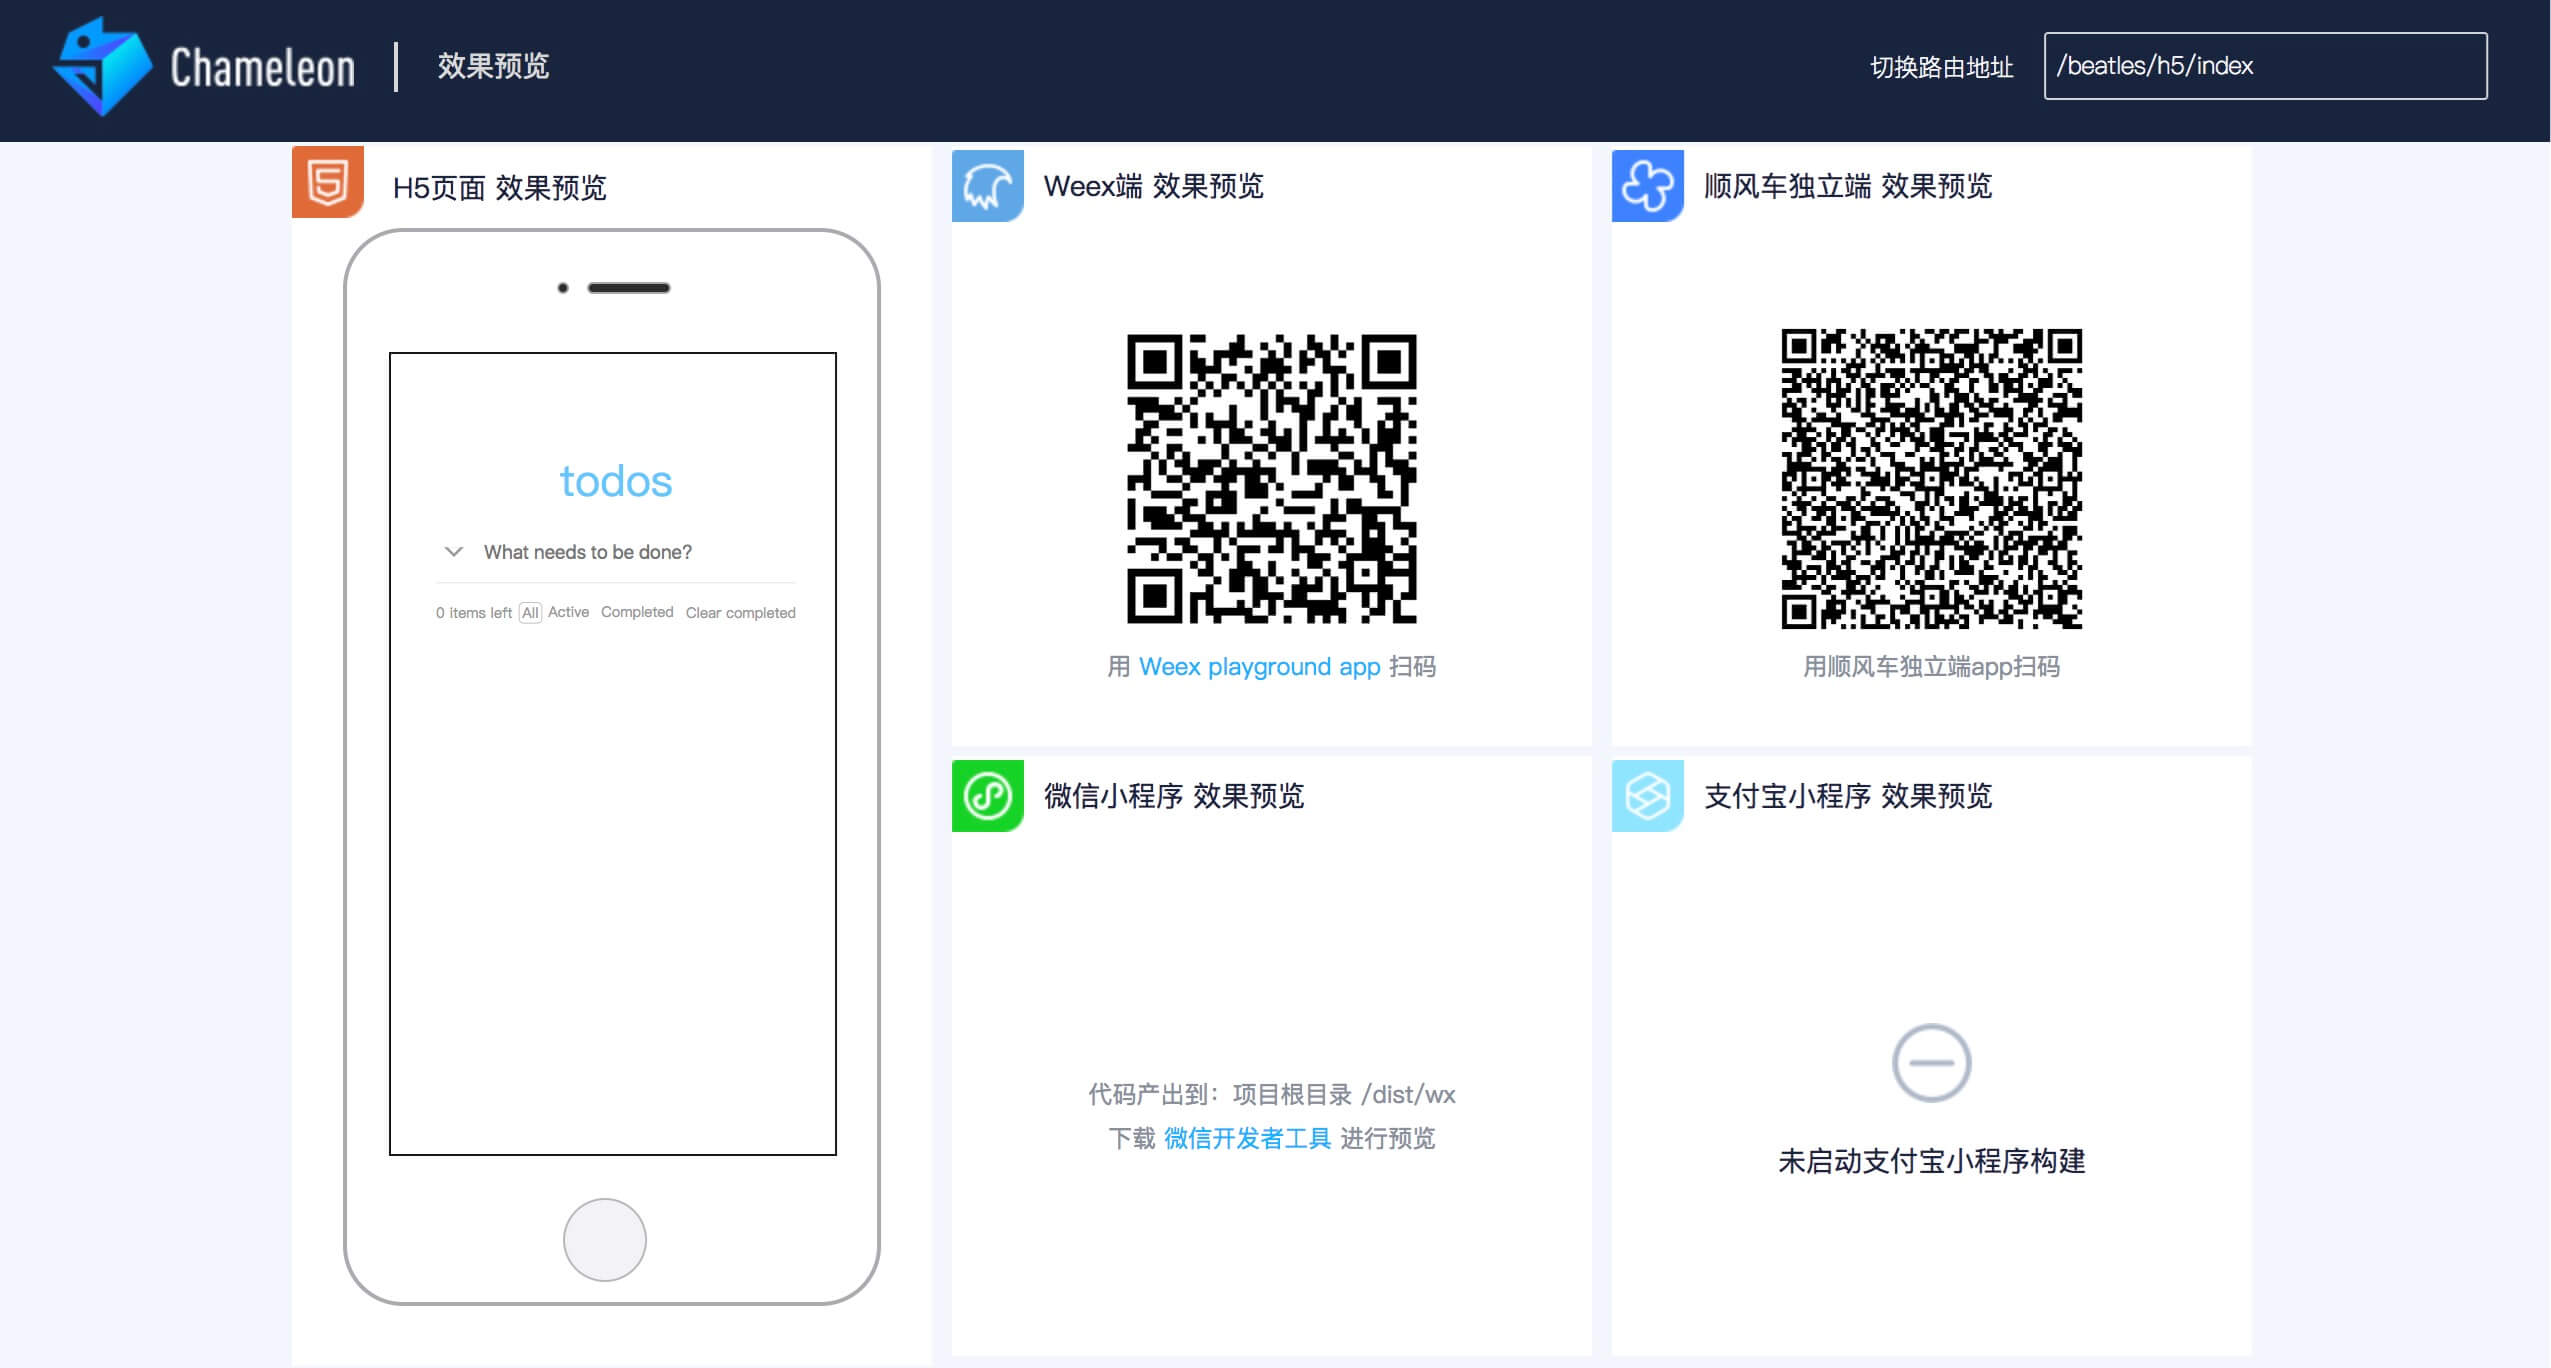 Chameleon
效果预览
切换路由地址
/beatles/h5/index
H5页面 效果预览
todos
What needs to be done?
0 items left All Active Completed Clear completed
Weex端 效果预览
用 Weex playground app 扫码
顺风车独立端 效果预览
用顺风车独立端app扫码
微信小程序 效果预览
代码产出到：项目根目录 /dist/wx
下载 微信开发者工具 进行预览
支付宝小程序 效果预览
未启动支付宝小程序构建